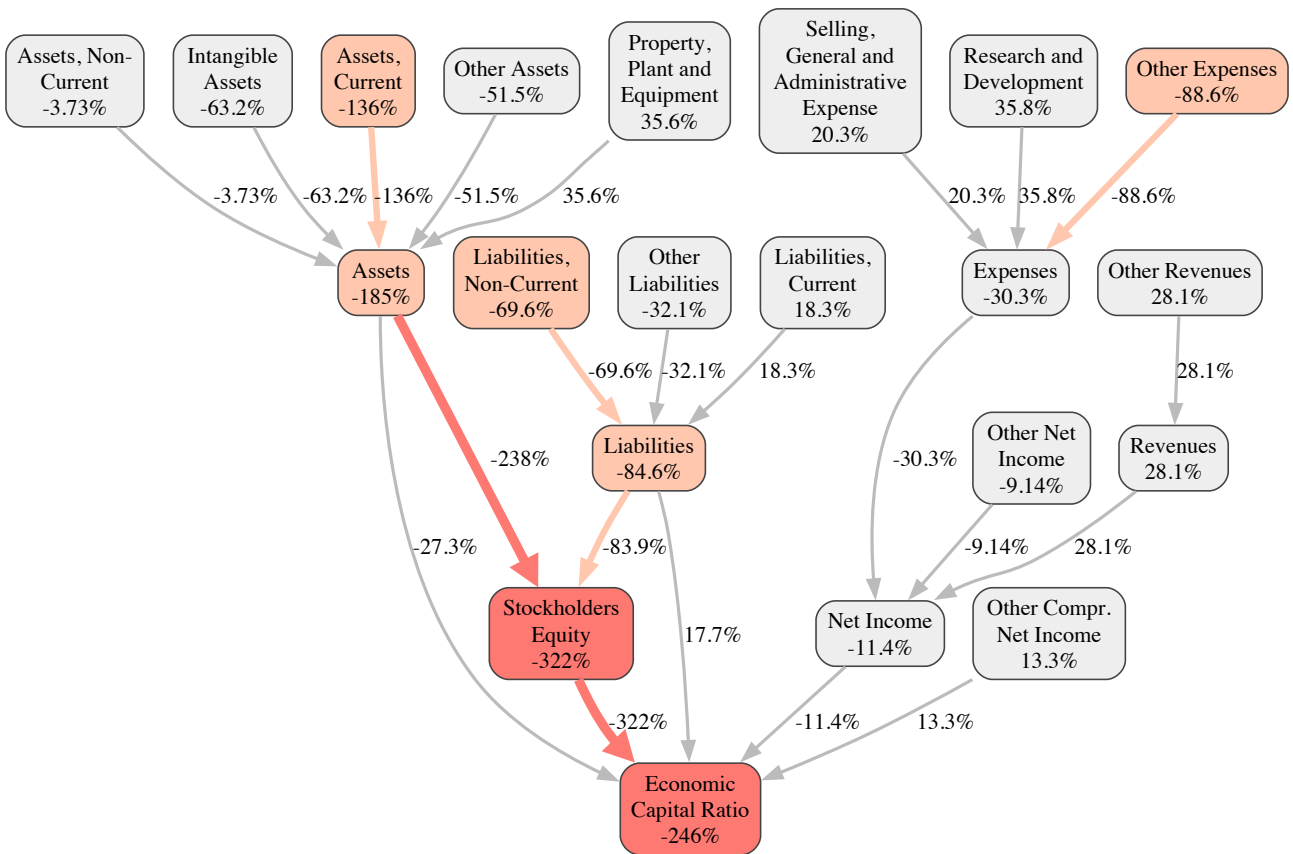 Assets, Non-
Current
-3.73%
Intangible
Assets
-63.2%
Assets,
Current
-136%
Other Assets
-51.5%
Property,
Plant and
Equipment
35.6%
Selling,
General and
Administrative
Expense
20.3%
Research and
Development
35.8%
Other Expenses
-88.6%
-3.73%
-63.2%
-136%
-51.5%
35.6%
20.3%
35.8%
-88.6%
Assets
-185%
Liabilities,
Non-Current
-69.6%
Other
Liabilities
-32.1%
Liabilities,
Current
18.3%
Expenses
-30.3%
Other Revenues
28.1%
-69.6%
-32.1%
18.3%
28.1%
-238%
Liabilities
-84.6%
-30.3%
Other Net
Income
-9.14%
Revenues
28.1%
-27.3%
-83.9%
-9.14%
28.1%
Stockholders
Equity
-322%
17.7%
Net Income
-11.4%
Other Compr.
Net Income
13.3%
-322%
-11.4%
13.3%
Economic
Capital Ratio
-246%